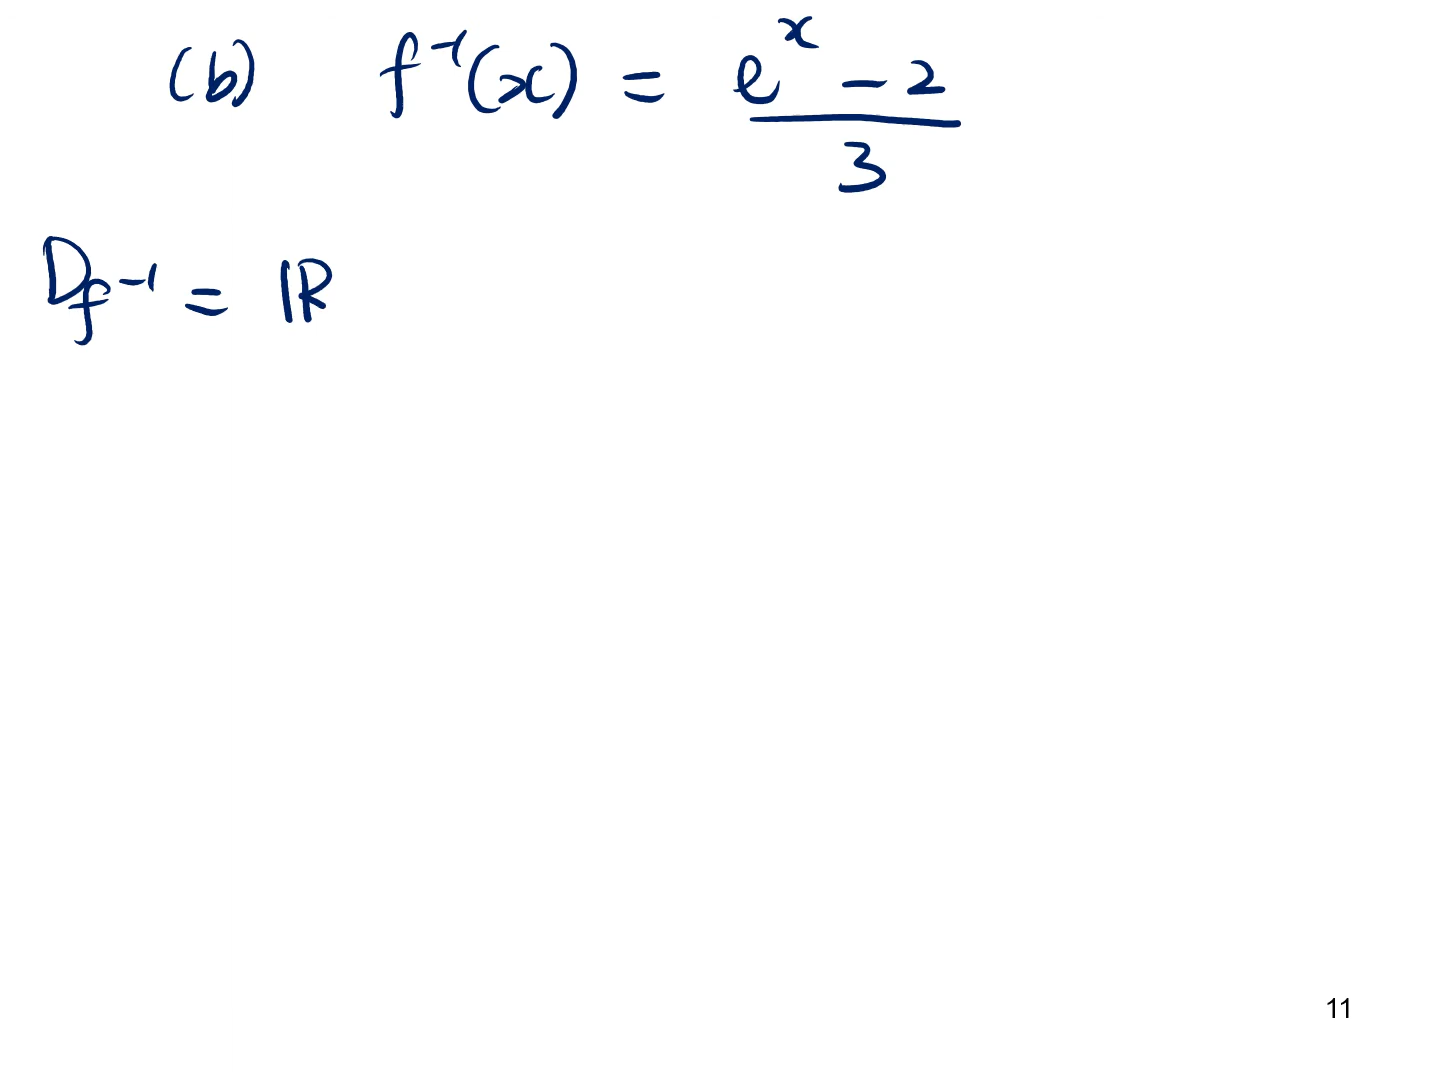 (b) f⁻¹(x) = (eˣ - 2)/3
D_f⁻¹ = ℝ
11